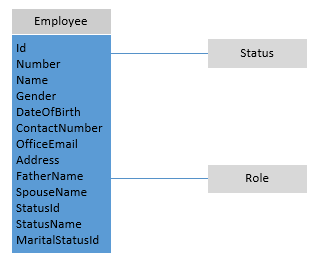 Employee
Id
Number
Name
Gender
DateOfBirth
ContactNumber
OfficeEmail
Address
FatherName
SpouseName
StatusId
StatusName
MaritalStatusId
Status
Role